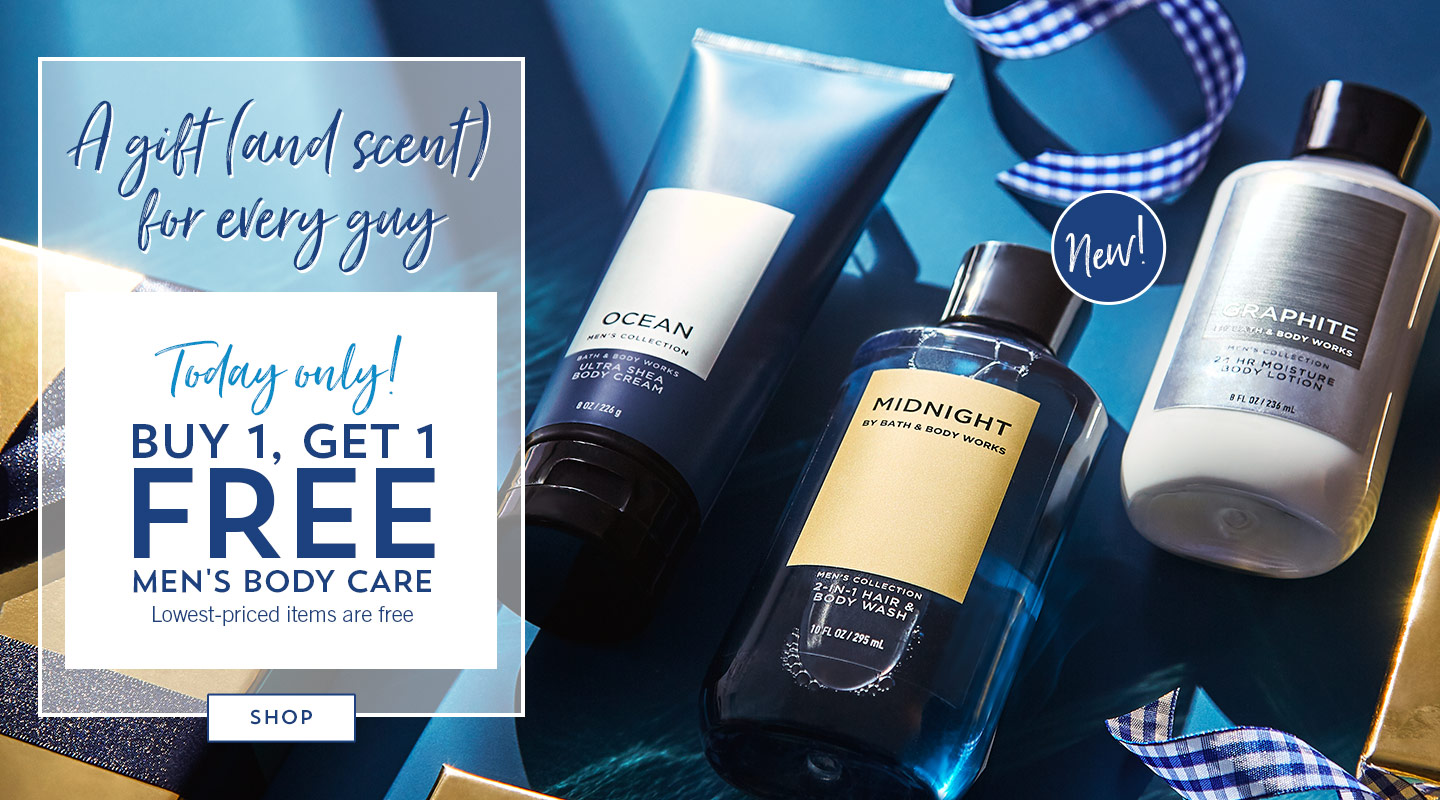 A gift (and scent)
for every guy
Today only!
BUY 1, GET 1
FREE
MEN'S BODY CARE
Lowest-priced items are free
SHOP
OCEAN
MEN'S COLLECTION
BATH & BODY WORKS
ULTRA SHEA
BODY CREAM
8 OZ / 226 g
MIDNIGHT
BY BATH & BODY WORKS
MEN'S COLLECTION
2-IN-1 HAIR &
BODY WASH
10 FL OZ / 295 mL
New!
GRAPHITE
BATH & BODY WORKS
MEN'S COLLECTION
24 HR MOISTURE
BODY LOTION
8 FL OZ / 236 mL